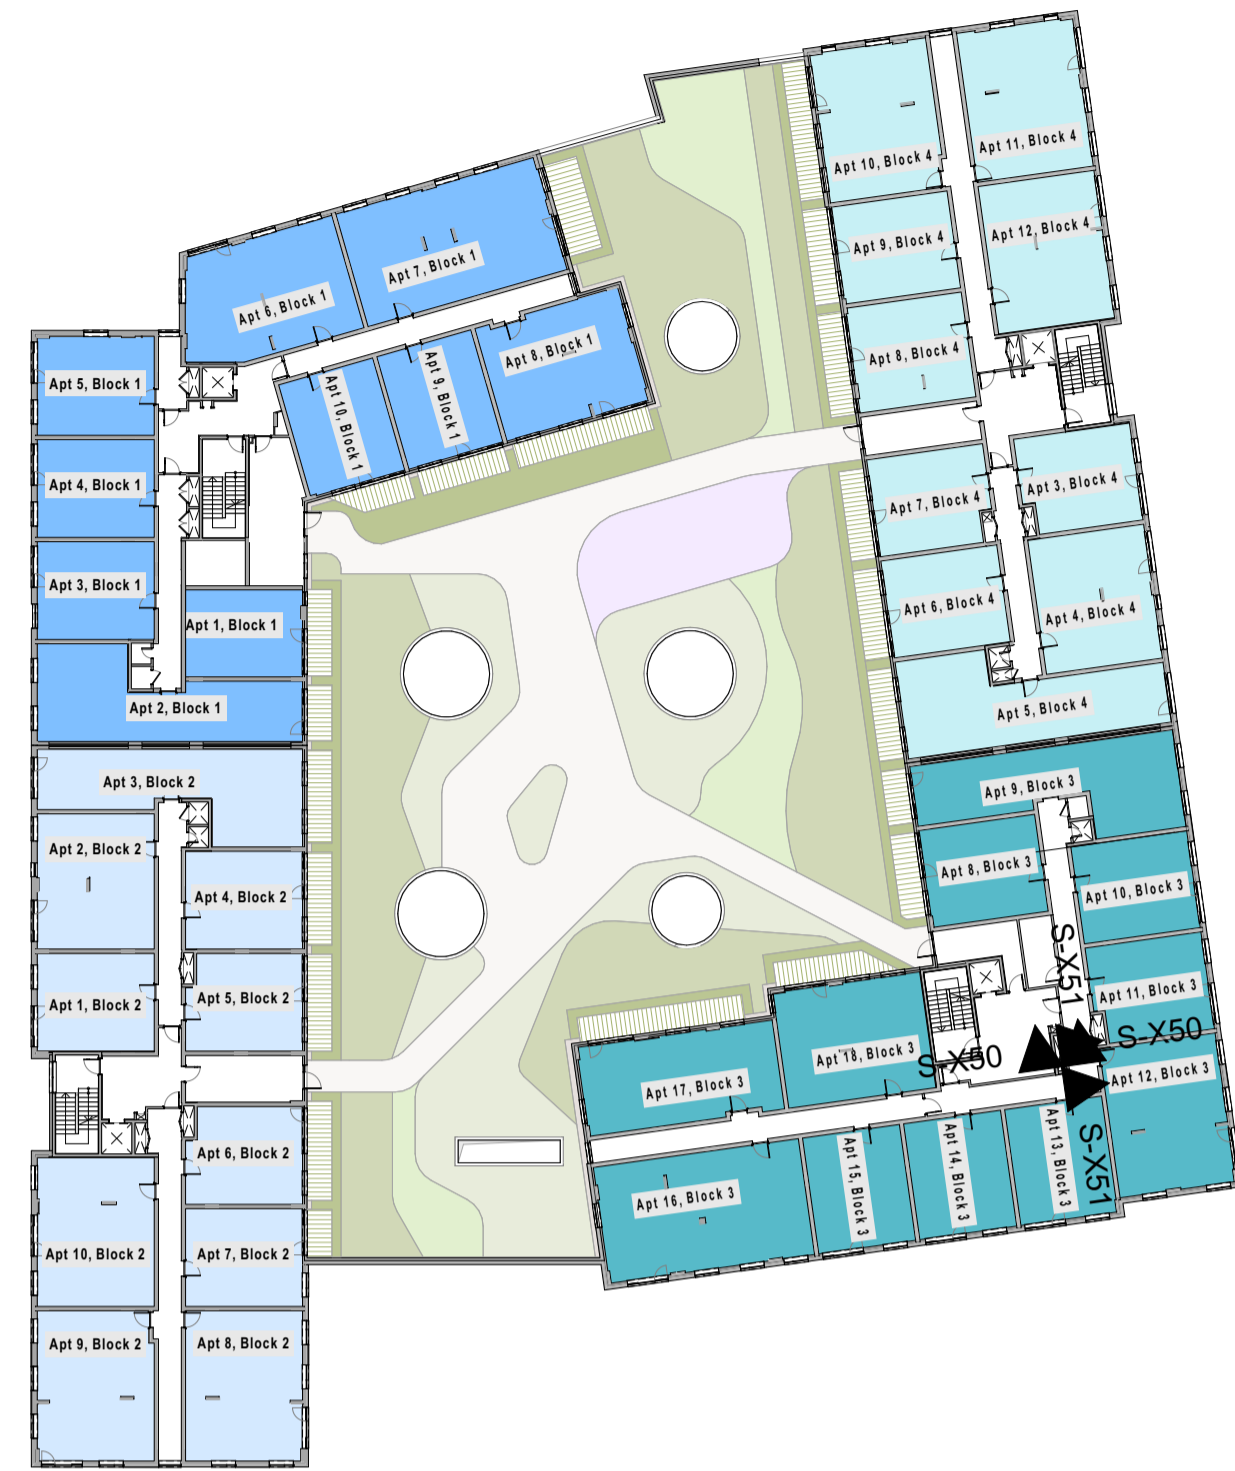 Apt 11, Block 4
Apt 10, Block 4
Apt 12, Block 4
Apt 9, Block 4
Apt 8, Block 4
Apt 7, Block 1
Apt 6, Block 1
Apt 8, Block 1
Apt 9, Block 1
Apt 10, Block 1
Apt 5, Block 1
Apt 4, Block 1
Apt 3, Block 1
Apt 1, Block 1
Apt 2, Block 1
Apt 3, Block 4
Apt 7, Block 4
Apt 6, Block 4
Apt 4, Block 4
Apt 5, Block 4
Apt 3, Block 2
Apt 2, Block 2
Apt 4, Block 2
Apt 1, Block 2
Apt 5, Block 2
Apt 6, Block 2
Apt 10, Block 2
Apt 7, Block 2
Apt 9, Block 2
Apt 8, Block 2
Apt 9, Block 3
Apt 8, Block 3
Apt 10, Block 3
Apt 11, Block 3
S-X51
S-X50
S-X50
Apt 12, Block 3
Apt 18, Block 3
Apt 17, Block 3
Apt 16, Block 3
Apt 15, Block 3
Apt 14, Block 3
Apt 13, Block 3
S-X51